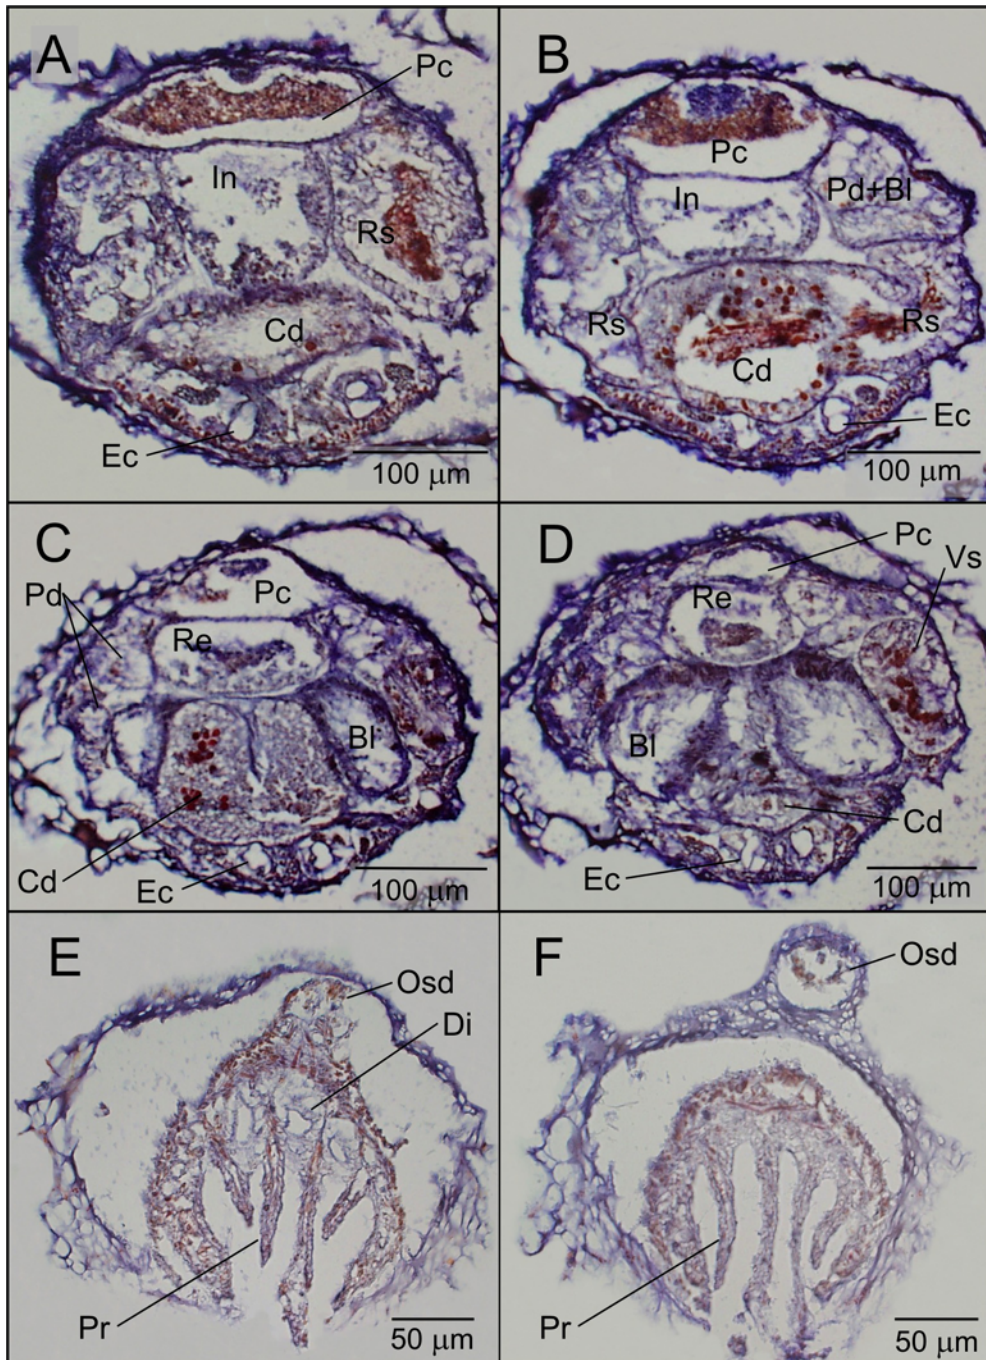 A
Pc
In
Rs
Cd
Ec
100 µm
B
Pc
In
Pd+Bl
Rs
Rs
Cd
Ec
100 µm
C
Pd
Pc
Re
Bl
Cd
Ec
100 µm
D
Pc
Vs
Re
Bl
Cd
Ec
100 µm
E
Osd
Di
Pr
50 µm
F
Osd
Pr
50 µm